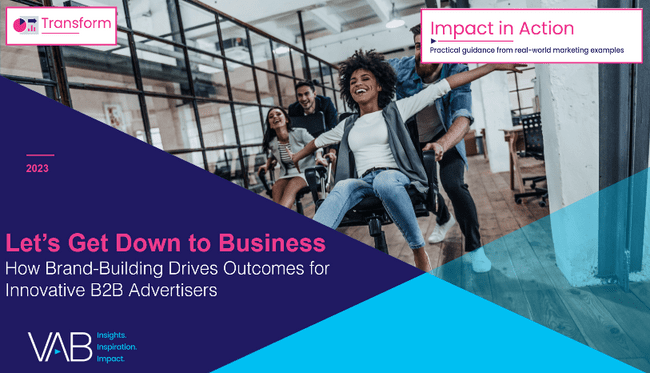 Transform
Impact in Action
Practical guidance from real-world marketing examples
2023
Let's Get Down to Business
How Brand-Building Drives Outcomes for
Innovative B2B Advertisers
VAB
Insights.
Inspiration.
Impact.